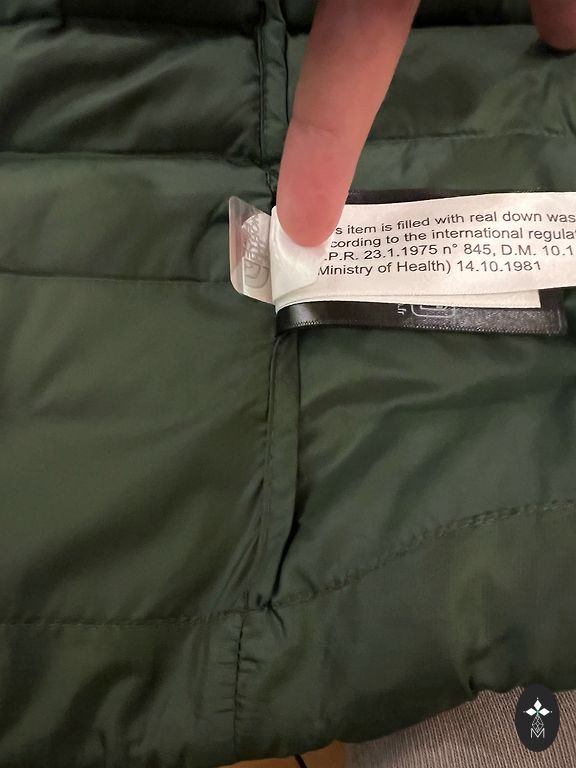 s item is filled with real down was
cording to the international regula
.P.R. 23.1.1975 n° 845, D.M. 10.1
Ministry of Health) 14.10.1981
M